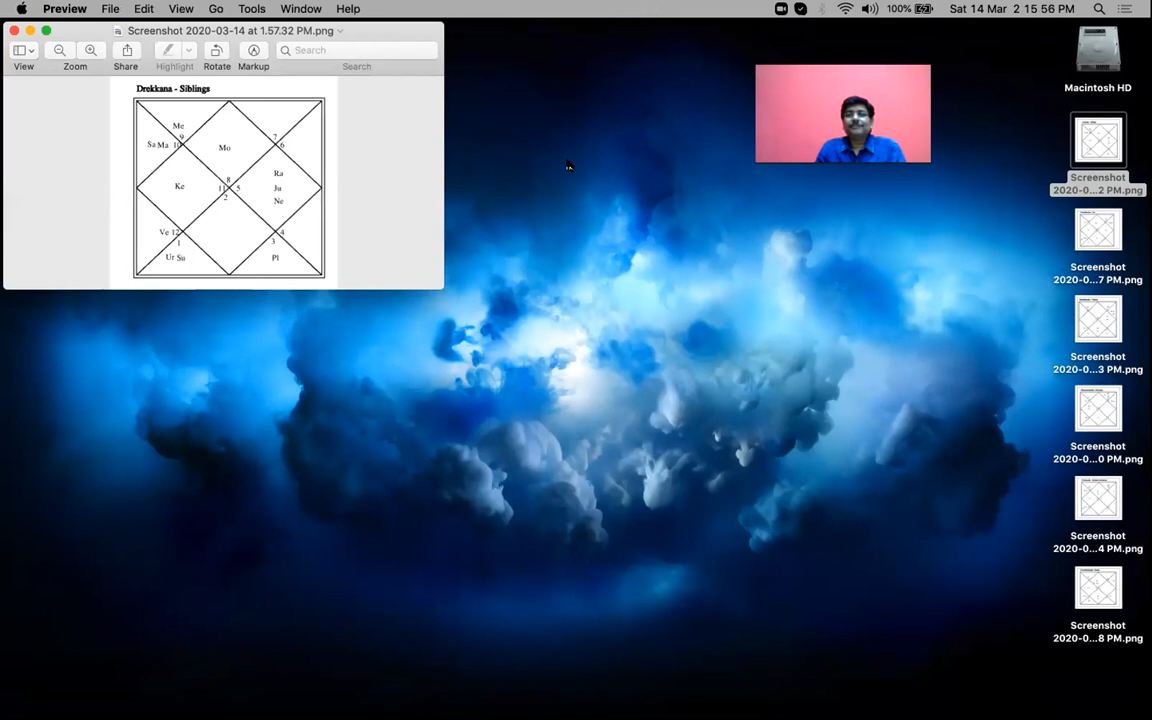 Preview File Edit View Go Tools Window Help 100% Sat 14 Mar 2 15 56 PM
Screenshot 2020-03-14 at 1.57.32 PM.png
Search
View Zoom Share Highlight Rotate Markup Search
Drekkana - Siblings
Me
9 7
Sa Ma 10 Mo 6
Ra
Ke 8 Ju
11 5
2 Ne
Ve 12 4
1 3
Ur Su Pl
Macintosh HD
Screenshot
2020-0...2 PM.png
Screenshot
2020-0...7 PM.png
Screenshot
2020-0...3 PM.png
Screenshot
2020-0...0 PM.png
Screenshot
2020-0...4 PM.png
Screenshot
2020-0...8 PM.png